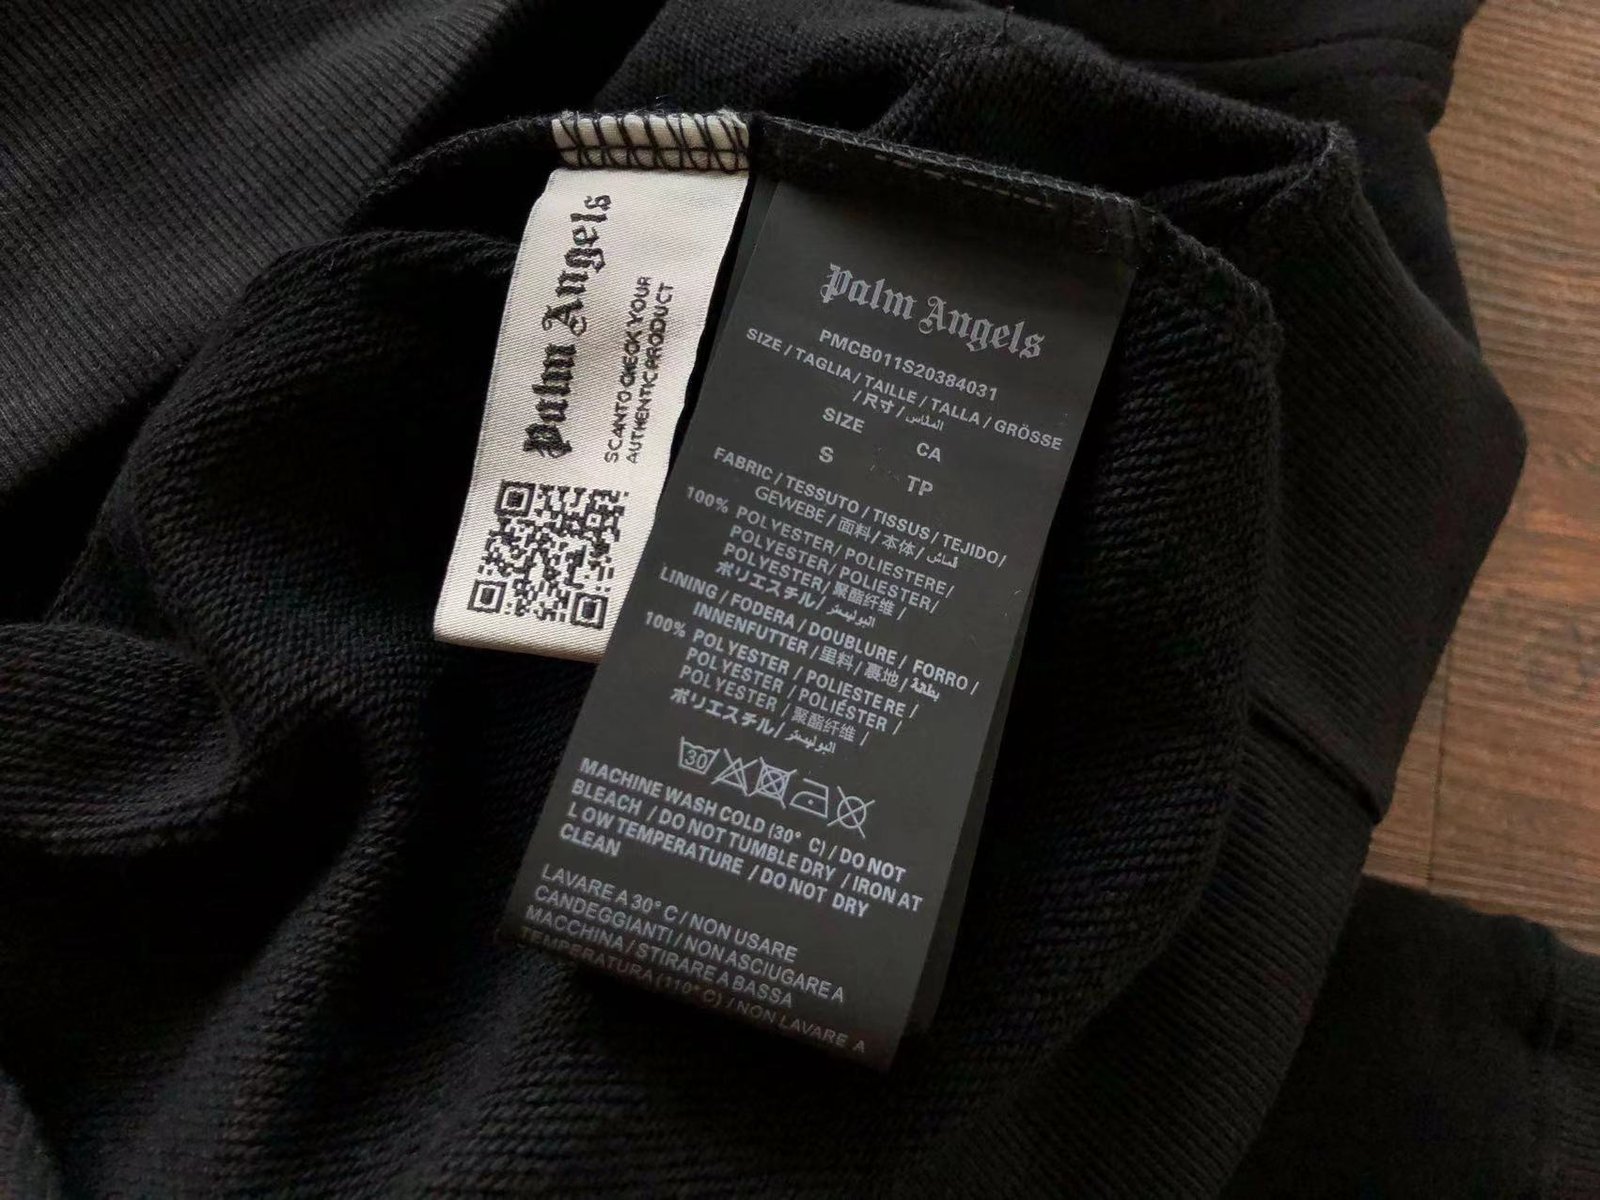 Palm Angels
SCAN TO CHECK YOUR
AUTHENTIC PRODUCT
Palm Angels
PMCB011S20384031
SIZE / TAGLIA / TAILLE / TALLA / GRÖSSE
/ 尺寸 / المقاس
SIZE CA
S TP
FABRIC / TESSUTO / TISSUS / TEJIDO /
GEWEBE / 面料 / 本体 / قماش
100% POLYESTER / POLIESTERE /
POLYESTER / POLIESTER /
POLYESTER / 聚酯纤维 /
ポリエステル / البوليستر
LINING / FODERA / DOUBLURE / FORRO /
INNENFUTTER / 里料 / 裏地 / بطانة
100% POLYESTER / POLIESTERE /
POLYESTER / POLIÉSTER /
POLYESTER / 聚酯纤维 /
ポリエステル / البوليستر
30
MACHINE WASH COLD (30° C) / DO NOT
BLEACH / DO NOT TUMBLE DRY / IRON AT
LOW TEMPERATURE / DO NOT DRY
CLEAN
LAVARE A 30° C / NON USARE
CANDEGGIANTI / NON ASCIUGARE A
MACCHINA / STIRARE A BASSA
TEMPERATURA (110° C) / NON LAVARE A